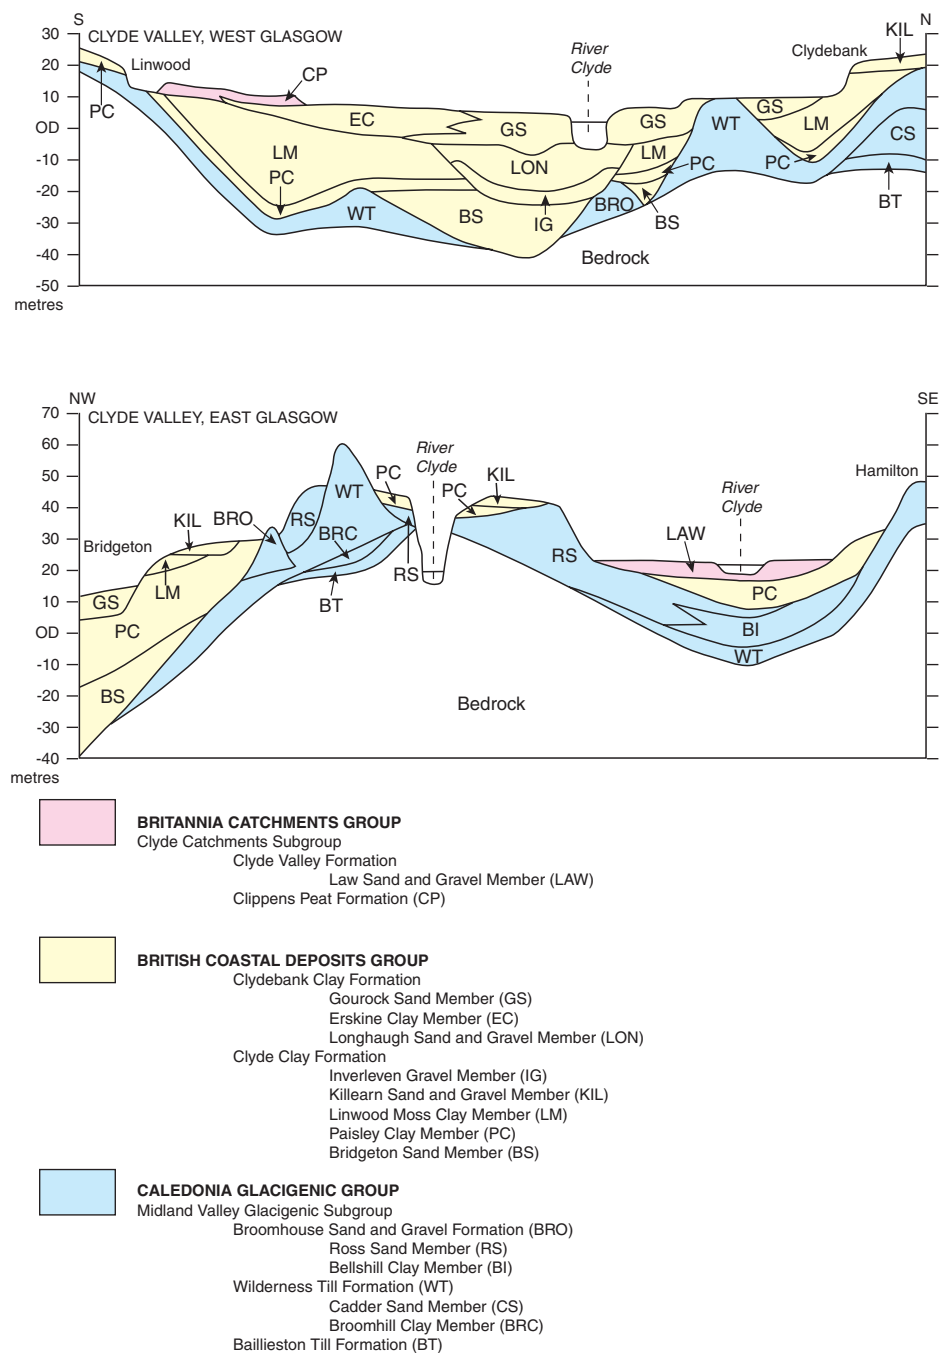 S
N
CLYDE VALLEY, WEST GLASGOW
KIL
30
20
10
OD
-10
-20
-30
-40
-50
metres
Linwood
CP
River
Clyde
Clydebank
PC
EC
GS
GS
WT
GS
LM
CS
LM
PC
LON
LM
PC
PC
WT
BS
IG
BRO
BS
BT
Bedrock
NW
SE
CLYDE VALLEY, EAST GLASGOW
70
60
50
40
30
20
10
OD
-10
-20
-30
-40
metres
River
Clyde
Hamilton
PC
KIL
WT
PC
River
Clyde
KIL
BRO
RS
BRC
LAW
Bridgeton
RS
LM
RS
BT
GS
PC
PC
BI
WT
BS
Bedrock
BRITANNIA CATCHMENTS GROUP
Clyde Catchments Subgroup
Clyde Valley Formation
Law Sand and Gravel Member (LAW)
Clippens Peat Formation (CP)
BRITISH COASTAL DEPOSITS GROUP
Clydebank Clay Formation
Gourock Sand Member (GS)
Erskine Clay Member (EC)
Longhaugh Sand and Gravel Member (LON)
Clyde Clay Formation
Inverleven Gravel Member (IG)
Killearn Sand and Gravel Member (KIL)
Linwood Moss Clay Member (LM)
Paisley Clay Member (PC)
Bridgeton Sand Member (BS)
CALEDONIA GLACIGENIC GROUP
Midland Valley Glacigenic Subgroup
Broomhouse Sand and Gravel Formation (BRO)
Ross Sand Member (RS)
Bellshill Clay Member (BI)
Wilderness Till Formation (WT)
Cadder Sand Member (CS)
Broomhill Clay Member (BRC)
Baillieston Till Formation (BT)